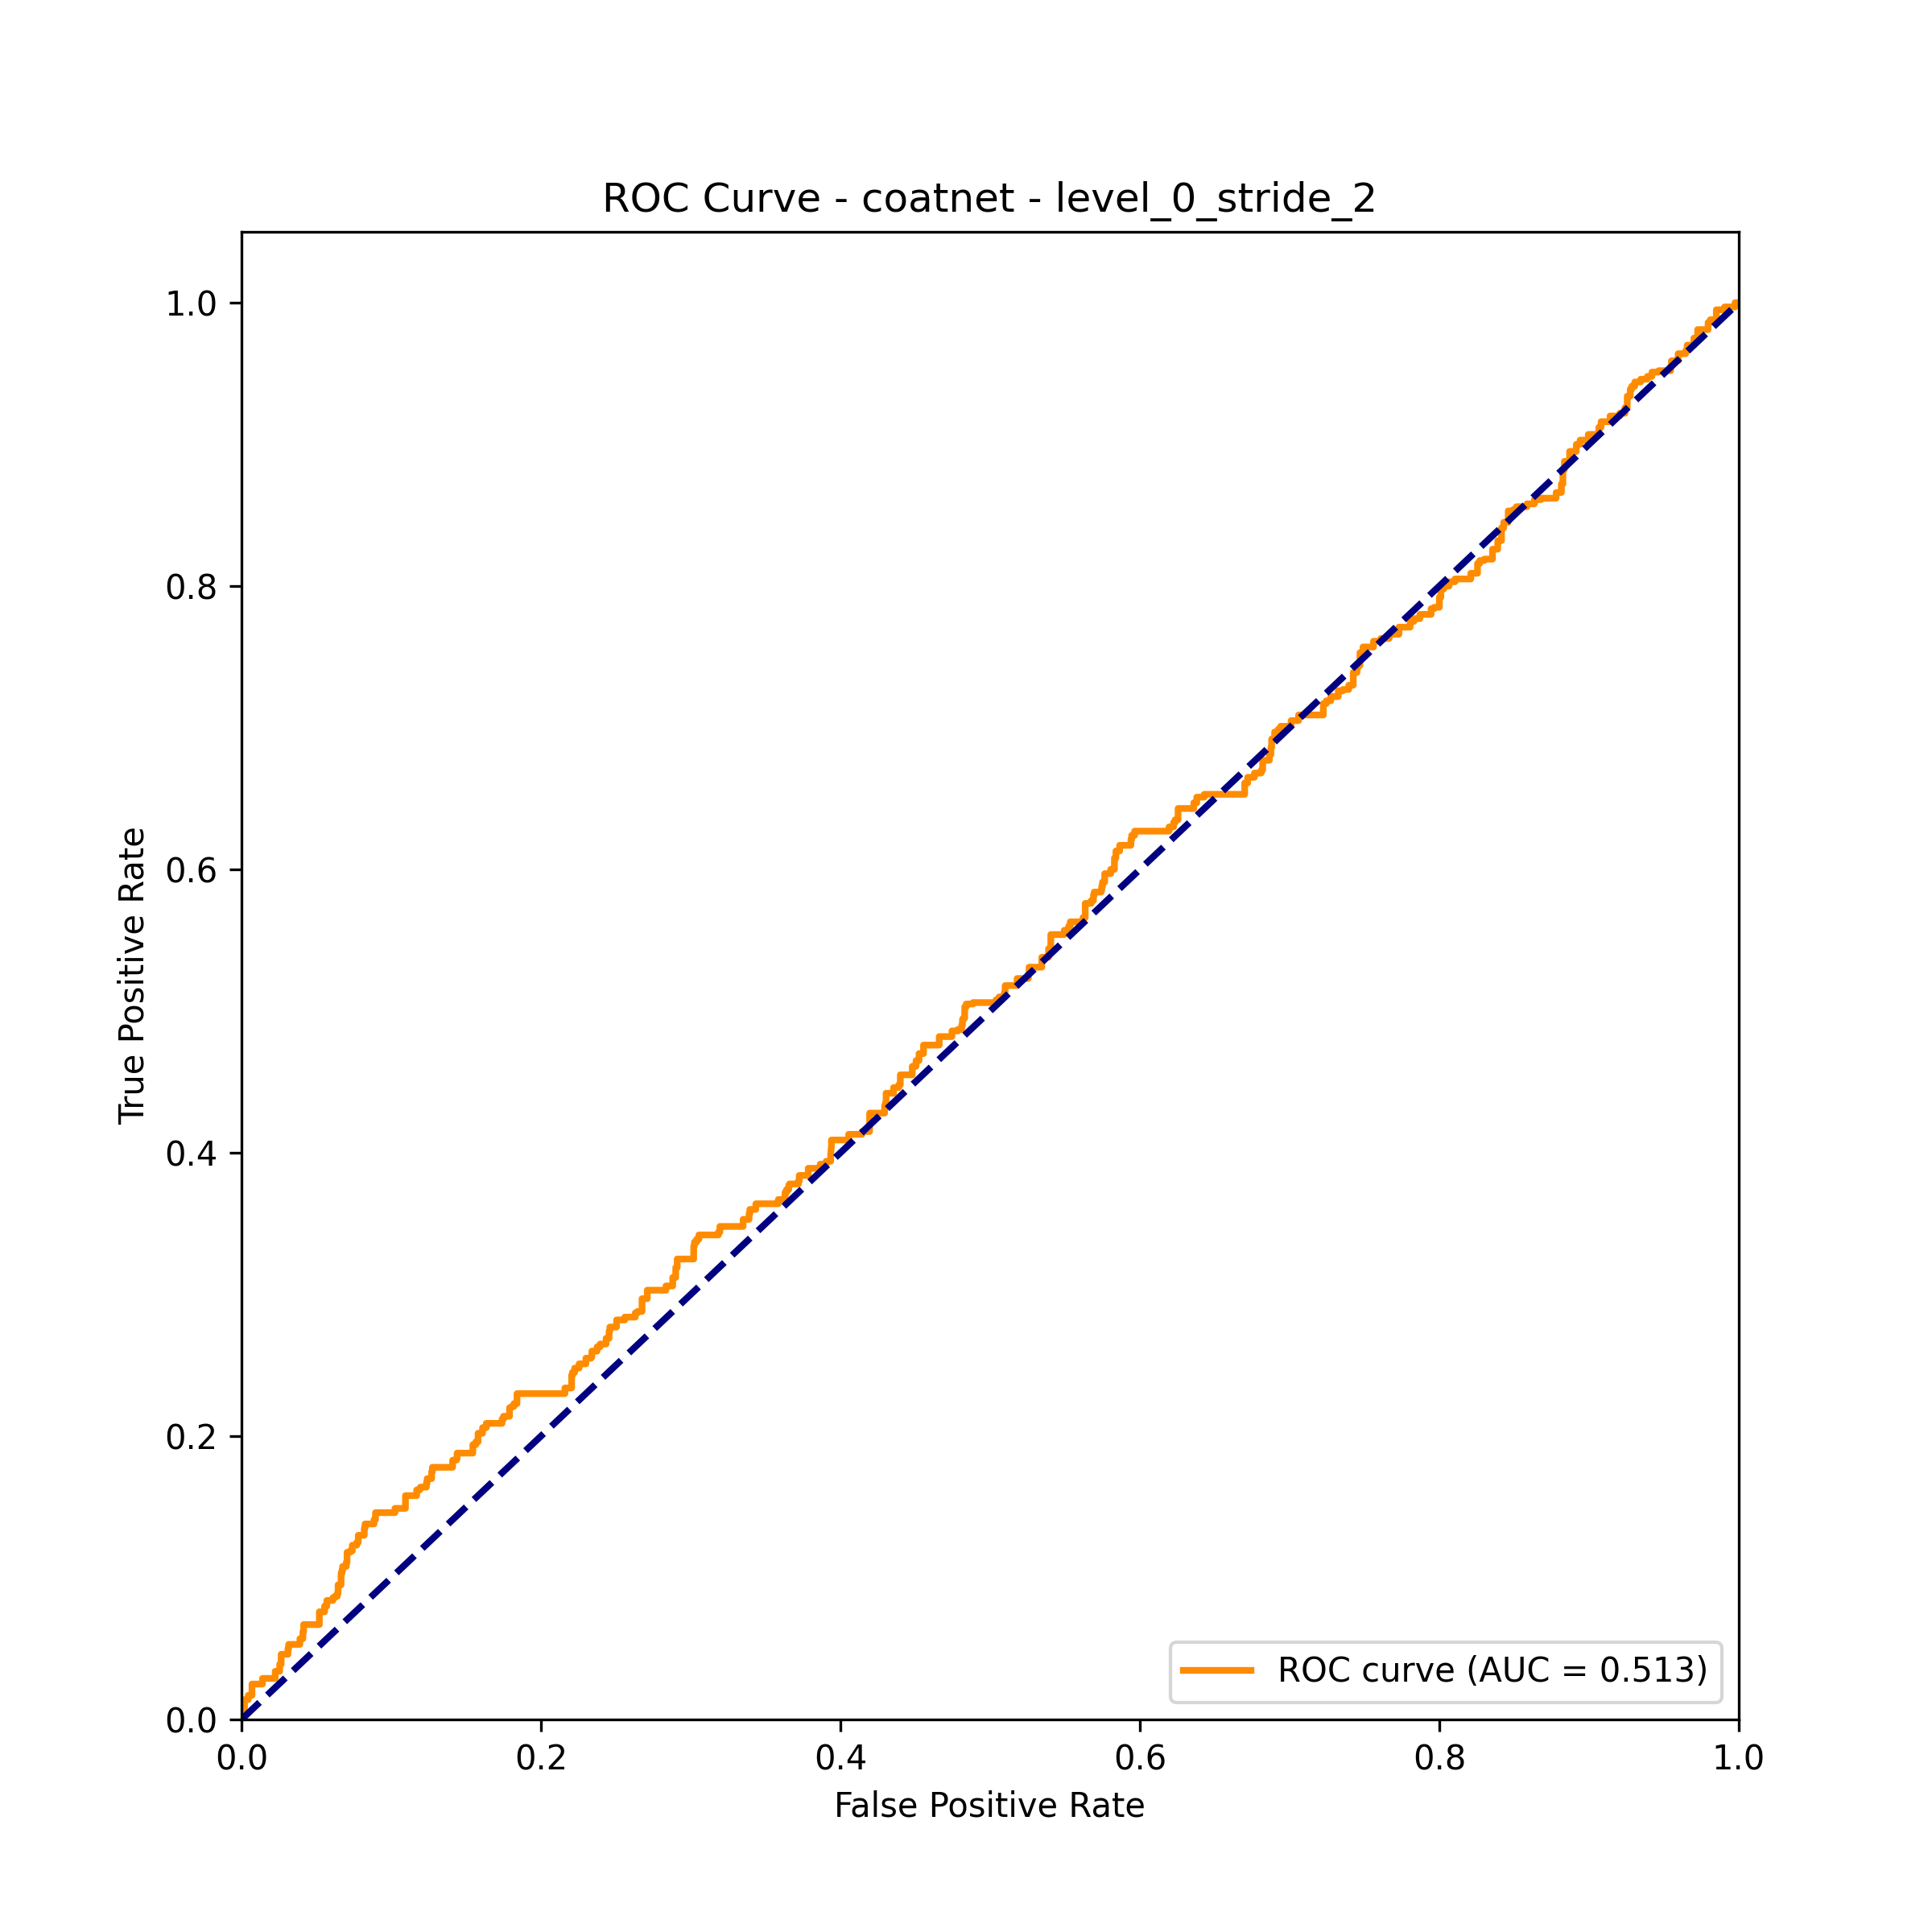 ROC Curve - coatnet - level_0_stride_2
True Positive Rate
1.0
0.8
0.6
0.4
0.2
0.0
ROC curve (AUC = 0.513)
0.0 0.2 0.4 0.6 0.8 1.0
False Positive Rate